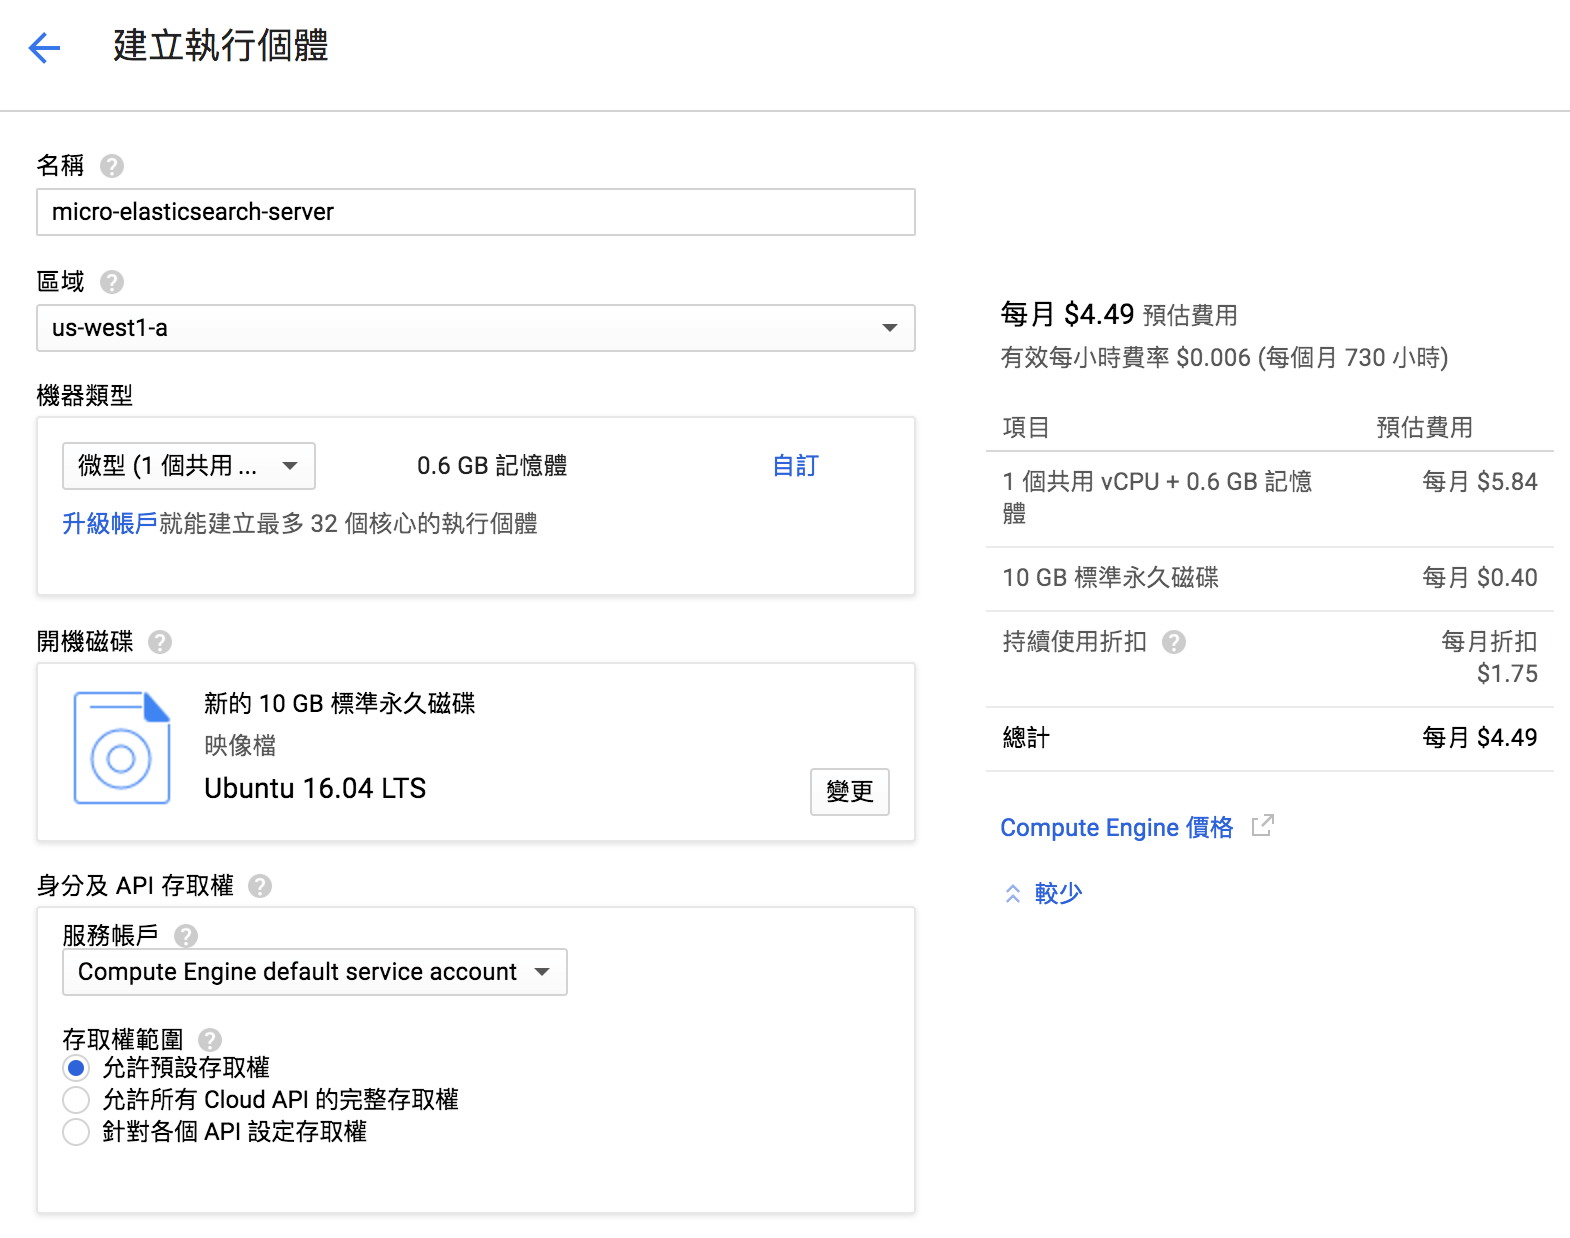 建立執行個體
名稱
micro-elasticsearch-server
區域
us-west1-a
機器類型
微型 (1 個共用 ...
0.6 GB 記憶體
自訂
升級帳戶就能建立最多 32 個核心的執行個體
開機磁碟
新的 10 GB 標準永久磁碟
映像檔
Ubuntu 16.04 LTS
變更
身分及 API 存取權
服務帳戶
Compute Engine default service account
存取權範圍
允許預設存取權
允許所有 Cloud API 的完整存取權
針對各個 API 設定存取權
每月 $4.49 預估費用
有效每小時費率 $0.006 (每個月 730 小時)
項目 預估費用
1 個共用 vCPU + 0.6 GB 記憶 每月 $5.84
體
10 GB 標準永久磁碟 每月 $0.40
持續使用折扣 每月折扣
$1.75
總計 每月 $4.49
Compute Engine 價格
較少